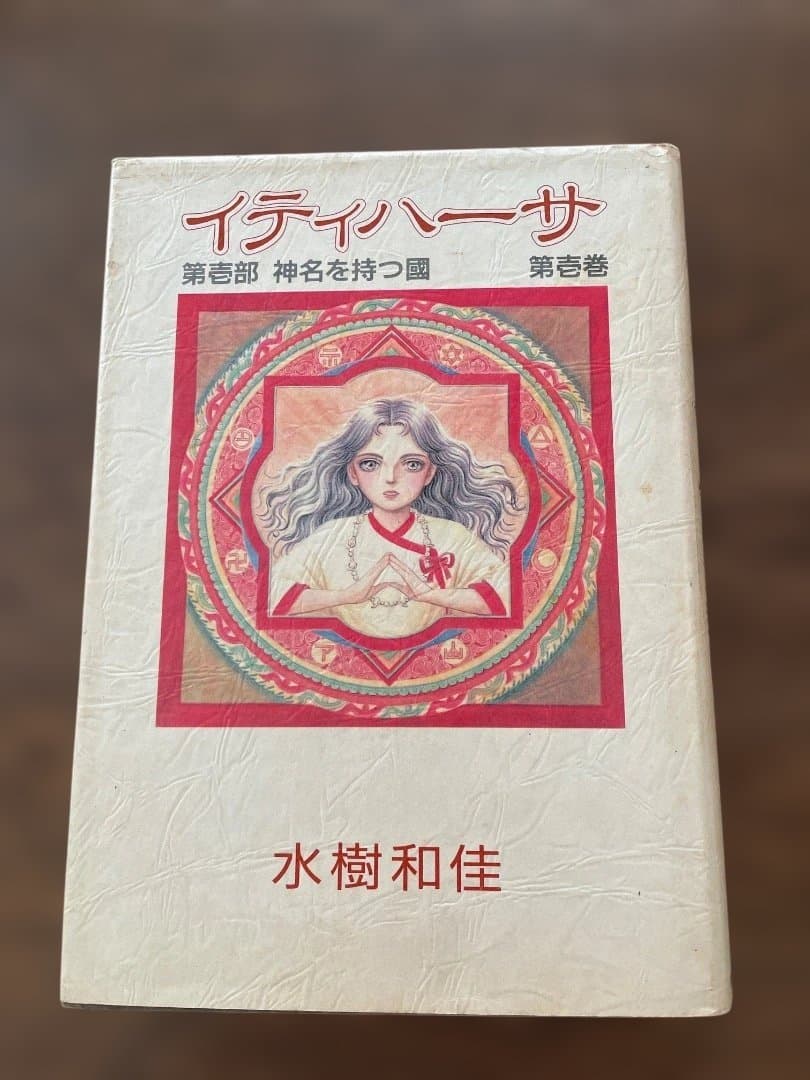 イティハーサ
第壱部 神名を持つ國 第壱巻
水樹和佳